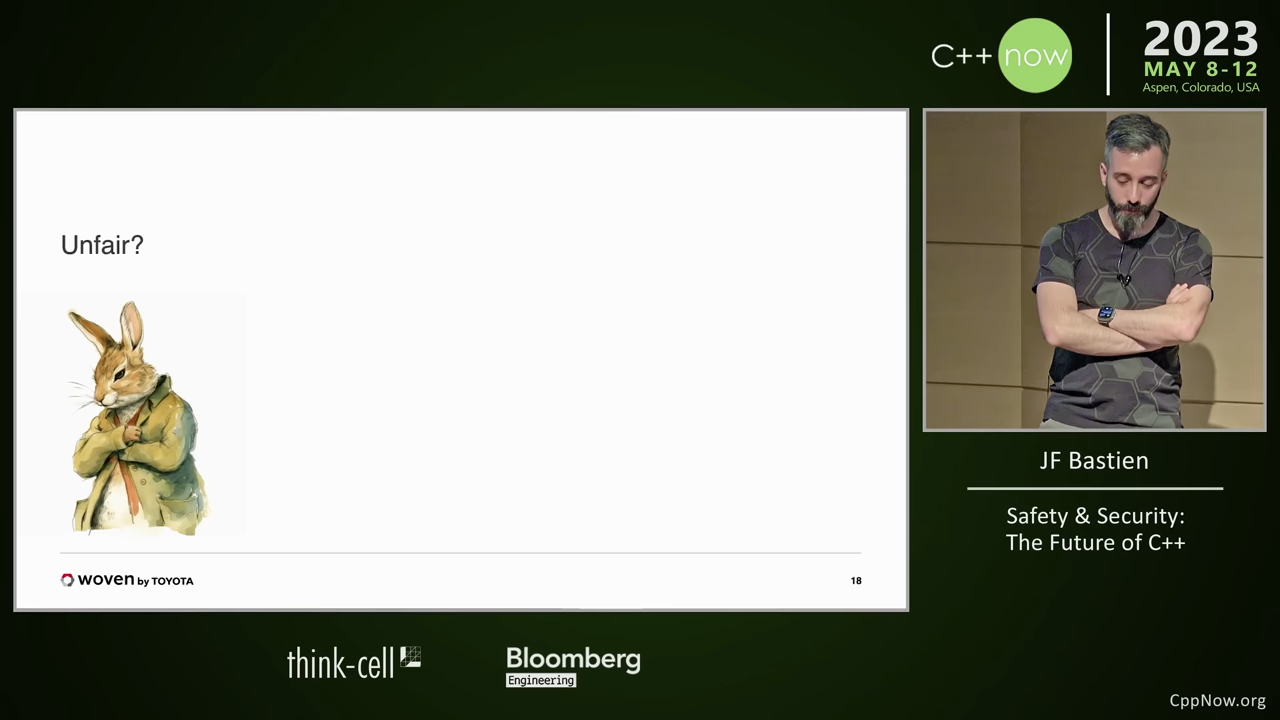 C++ now
2023
MAY 8-12
Aspen, Colorado, USA
Unfair?
woven by TOYOTA
18
JF Bastien
Safety & Security:
The Future of C++
think-cell
Bloomberg
Engineering
CppNow.org